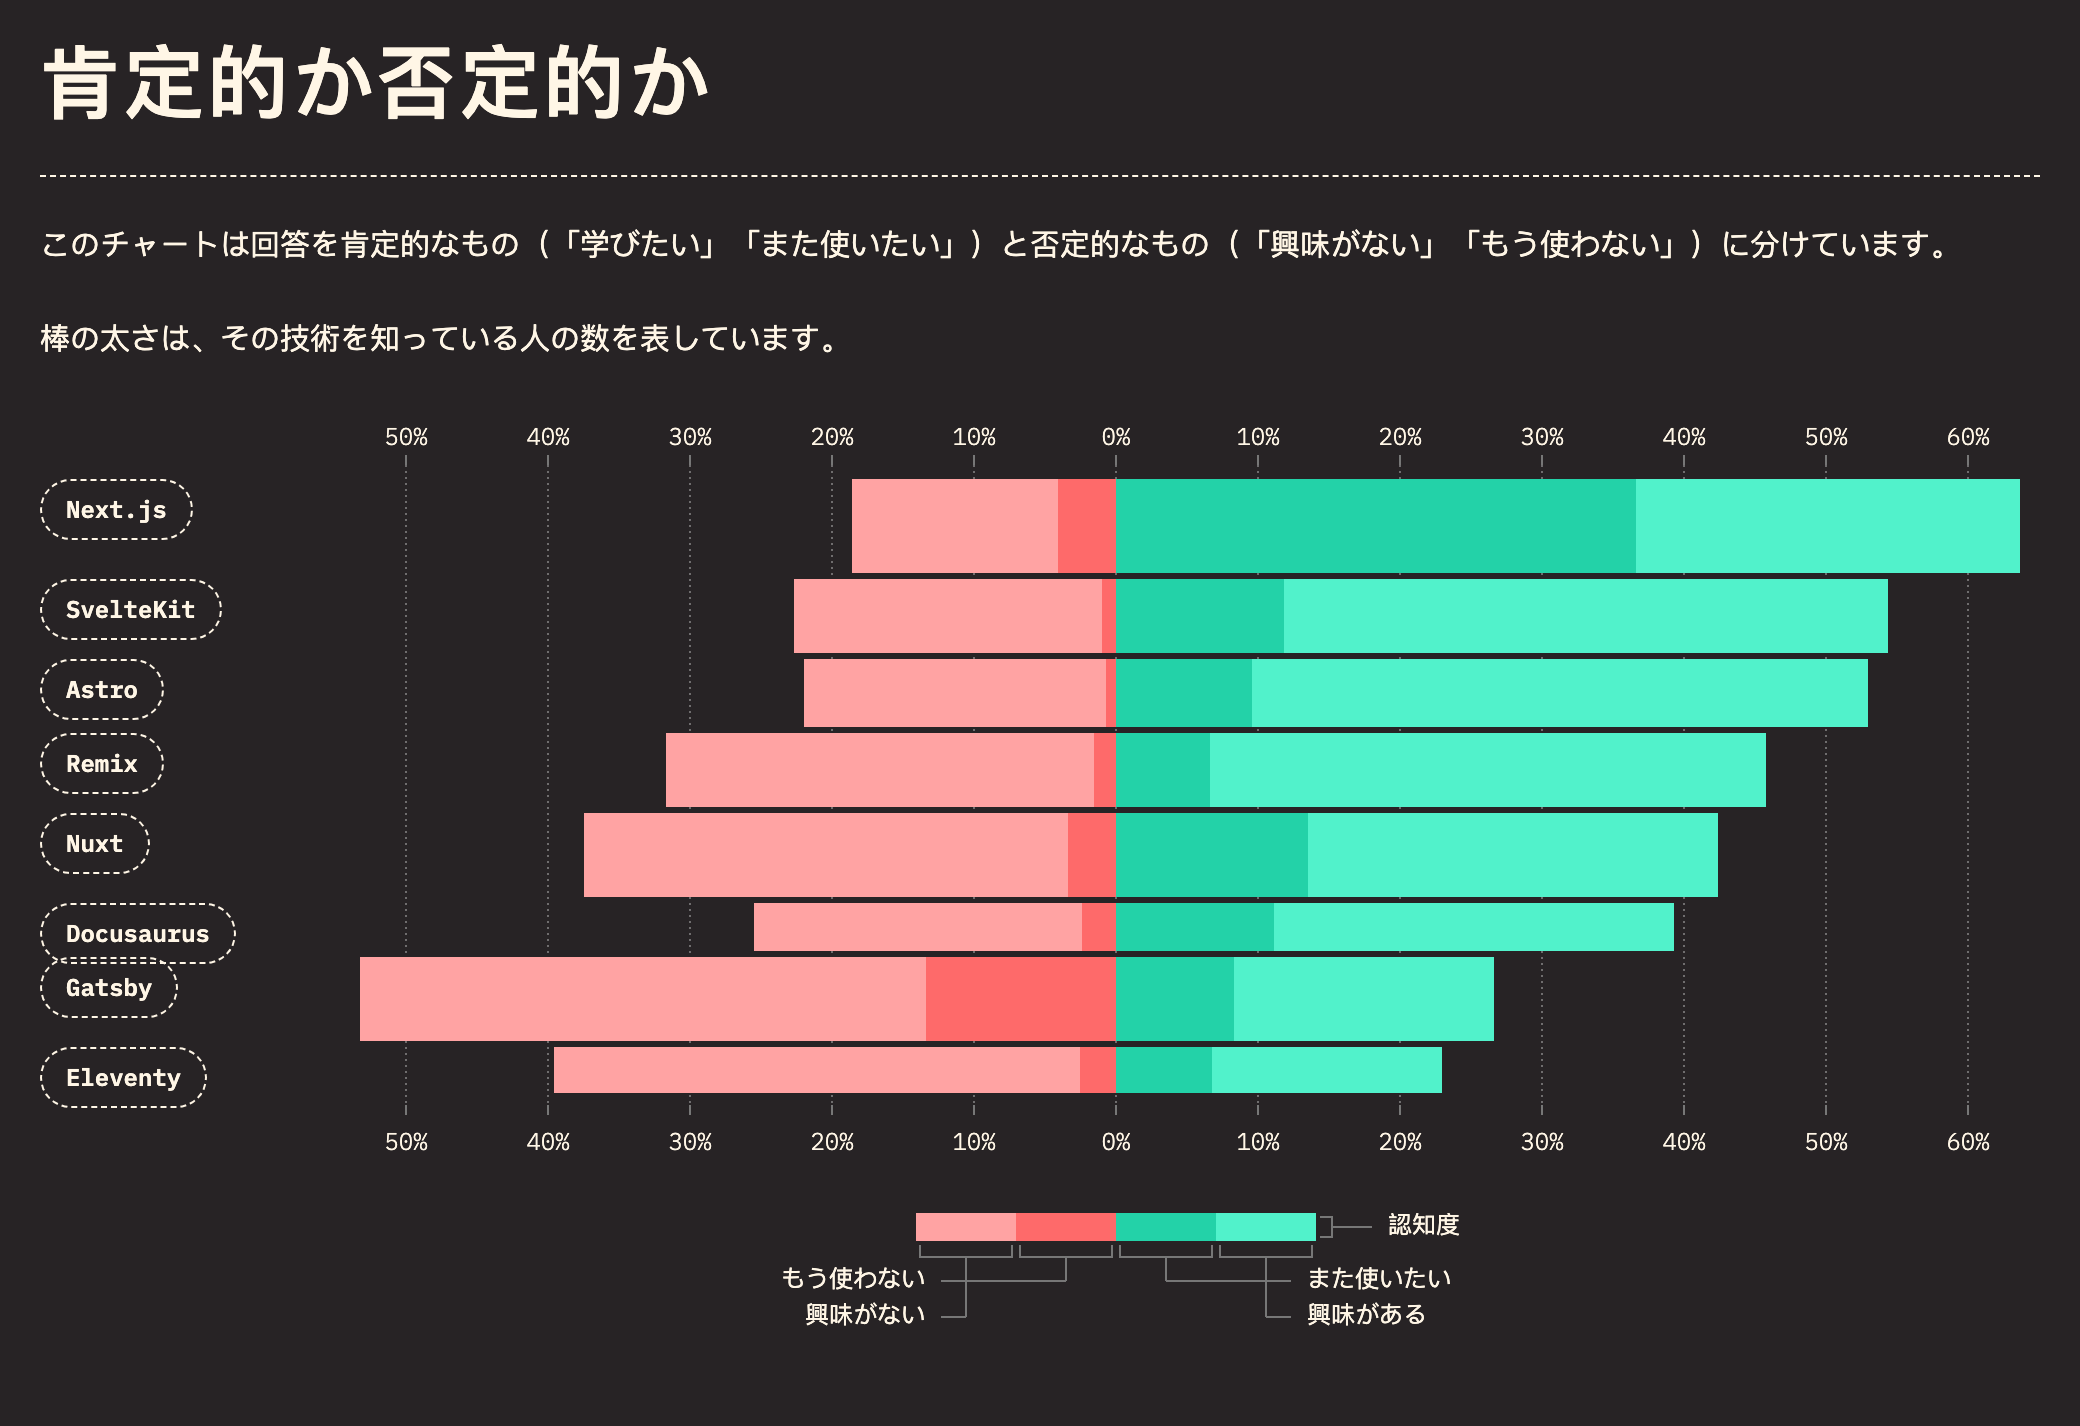 肯定的か否定的か
このチャートは回答を肯定的なもの（「学びたい」「また使いたい」）と否定的なもの（「興味がない」「もう使わない」）に分けています。
棒の太さは、その技術を知っている人の数を表しています。
50% 40% 30% 20% 10% 0% 10% 20% 30% 40% 50% 60%
Next.js
SvelteKit
Astro
Remix
Nuxt
Docusaurus
Gatsby
Eleventy
50% 40% 30% 20% 10% 0% 10% 20% 30% 40% 50% 60%
認知度
もう使わない また使いたい
興味がない 興味がある